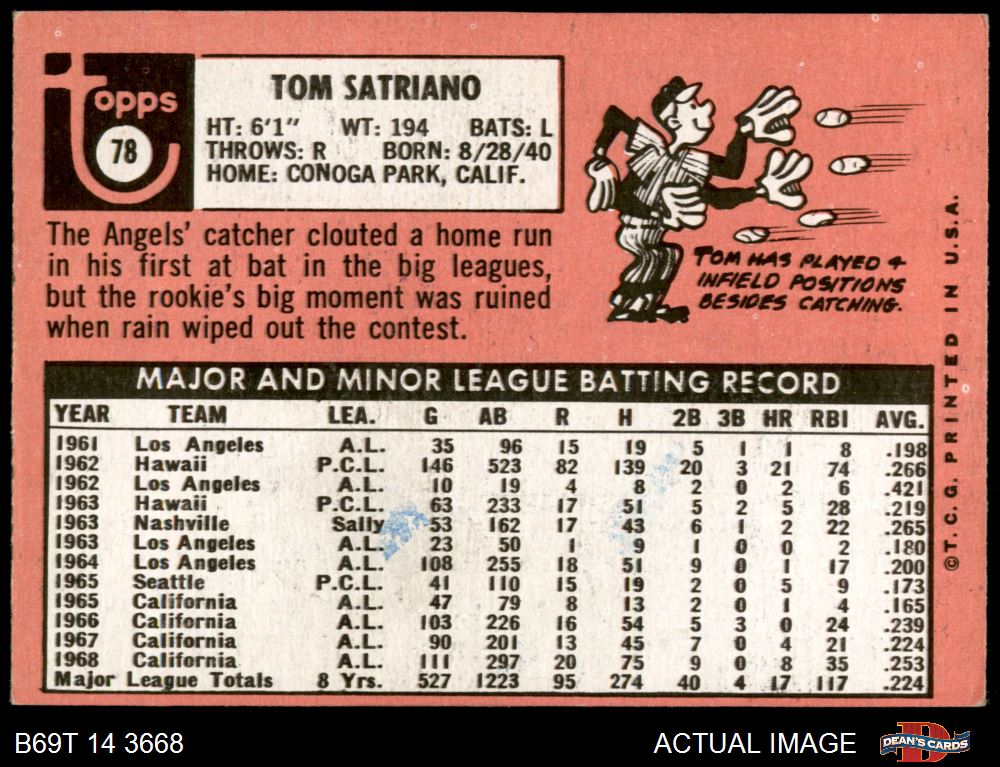 topps
78
TOM SATRIANO
HT: 6'1" WT: 194 BATS: L
THROWS: R BORN: 8/28/40
HOME: CONOGA PARK, CALIF.
The Angels' catcher clouted a home run
in his first at bat in the big leagues,
but the rookie's big moment was ruined
when rain wiped out the contest.
TOM HAS PLAYED 4
INFIELD POSITIONS
BESIDES CATCHING.
MAJOR AND MINOR LEAGUE BATTING RECORD
YEAR TEAM LEA. G AB R H 2B 3B HR RBI AVG.
1961 Los Angeles A.L. 35 96 15 19 5 1 1 8 .198
1962 Hawaii P.C.L. 146 523 82 139 20 3 21 74 .266
1962 Los Angeles A.L. 10 19 4 8 2 0 2 6 .421
1963 Hawaii P.C.L. 63 233 17 51 5 2 5 28 .219
1963 Nashville Sally 53 162 17 43 6 1 2 22 .265
1963 Los Angeles A.L. 23 50 1 9 1 0 0 2 .180
1964 Los Angeles A.L. 108 255 18 51 9 0 1 17 .200
1965 Seattle P.C.L. 41 110 15 19 2 0 5 9 .173
1965 California A.L. 47 79 8 13 2 0 1 4 .165
1966 California A.L. 103 226 16 54 5 3 0 24 .239
1967 California A.L. 90 201 13 45 7 0 4 21 .224
1968 California A.L. 111 297 20 75 9 0 8 35 .253
Major League Totals 8 Yrs. 527 1223 95 274 40 4 17 117 .224
©T.C.G. PRINTED IN U.S.A.
B69T 14 3668
ACTUAL IMAGE
DEAN'S CARDS